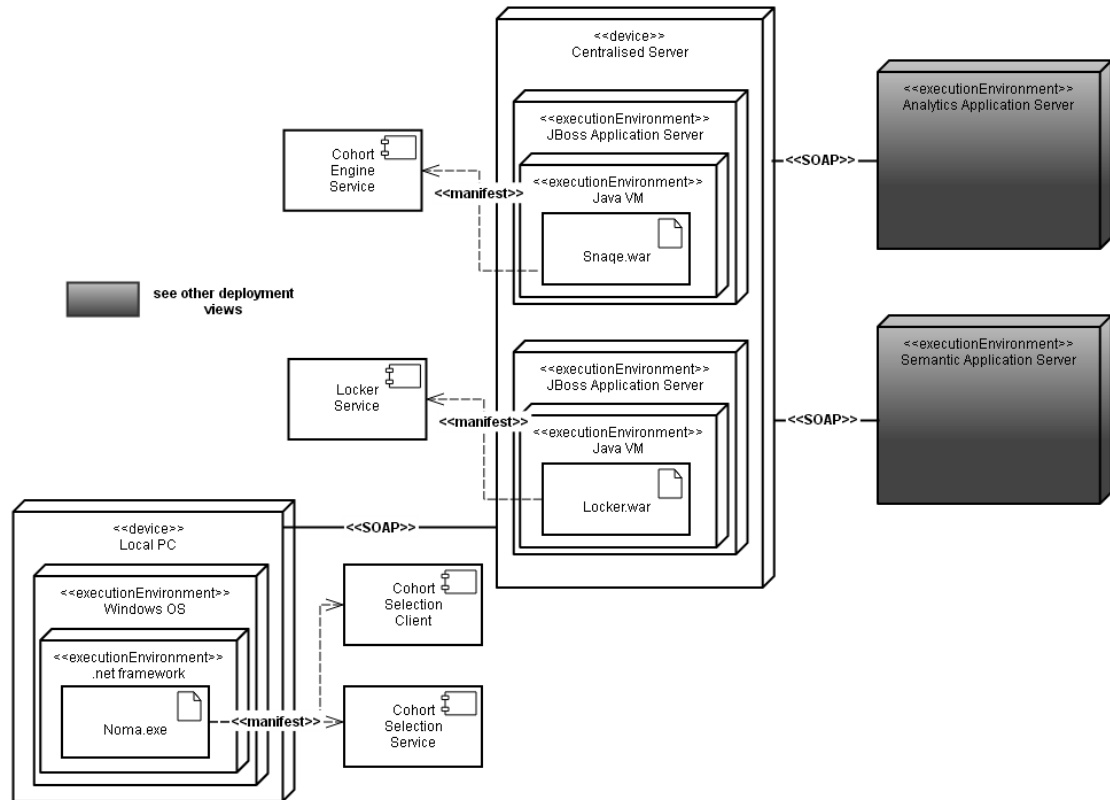 <<device>>
Centralised Server
<<executionEnvironment>>
JBoss Application Server
<<executionEnvironment>>
Java VM
Snaqe.war
<<manifest>>
Cohort
Engine
Service
<<SOAP>>
<<executionEnvironment>>
Analytics Application Server
see other deployment
views
<<executionEnvironment>>
JBoss Application Server
<<executionEnvironment>>
Java VM
Locker.war
<<manifest>>
Locker
Service
<<SOAP>>
<<executionEnvironment>>
Semantic Application Server
<<device>>
Local PC
<<SOAP>>
<<executionEnvironment>>
Windows OS
<<executionEnvironment>>
.net framework
Noma.exe
<<manifest>>
Cohort
Selection
Client
Cohort
Selection
Service